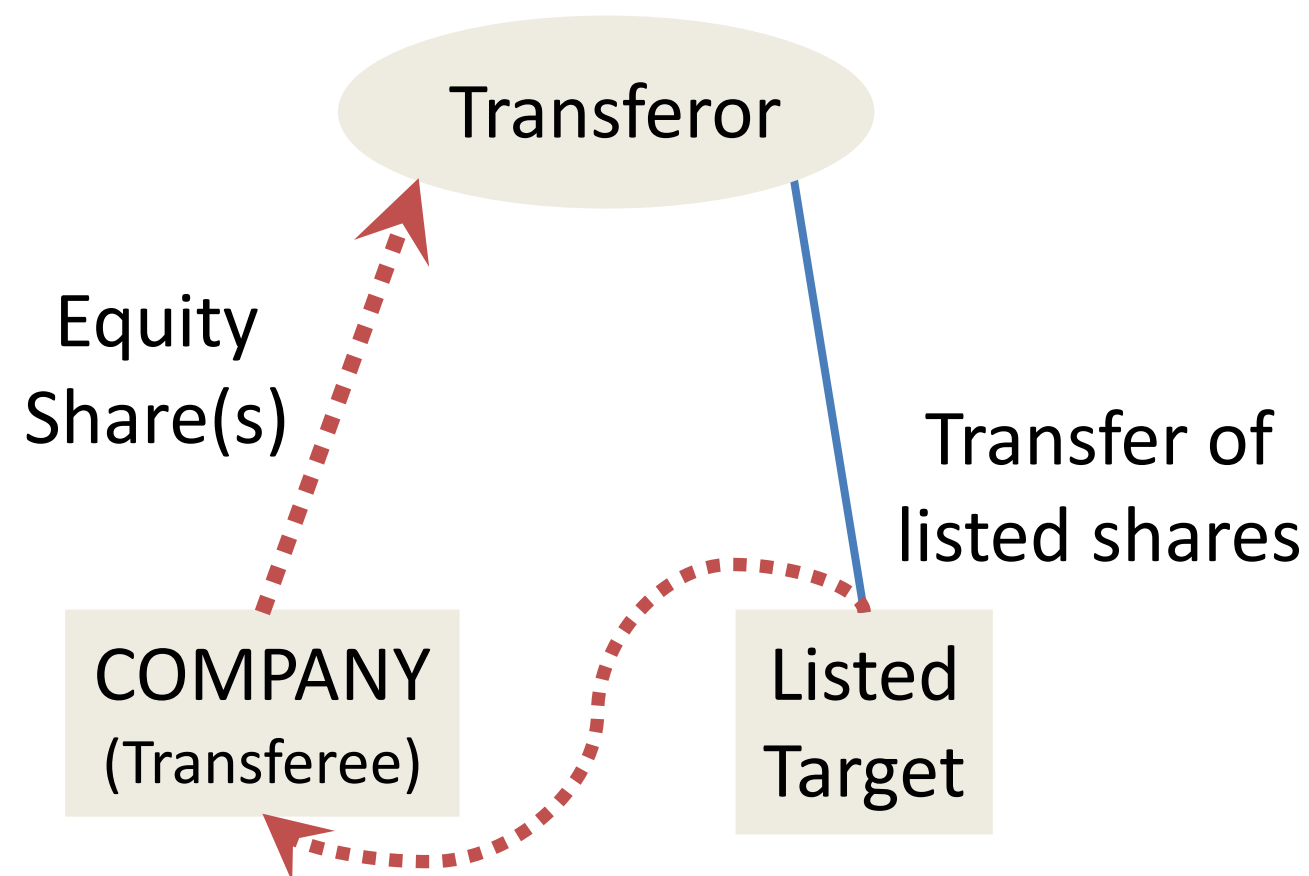 Transferor
Equity
Share(s)
Transfer of
listed shares
COMPANY
(Transferee)
Listed
Target